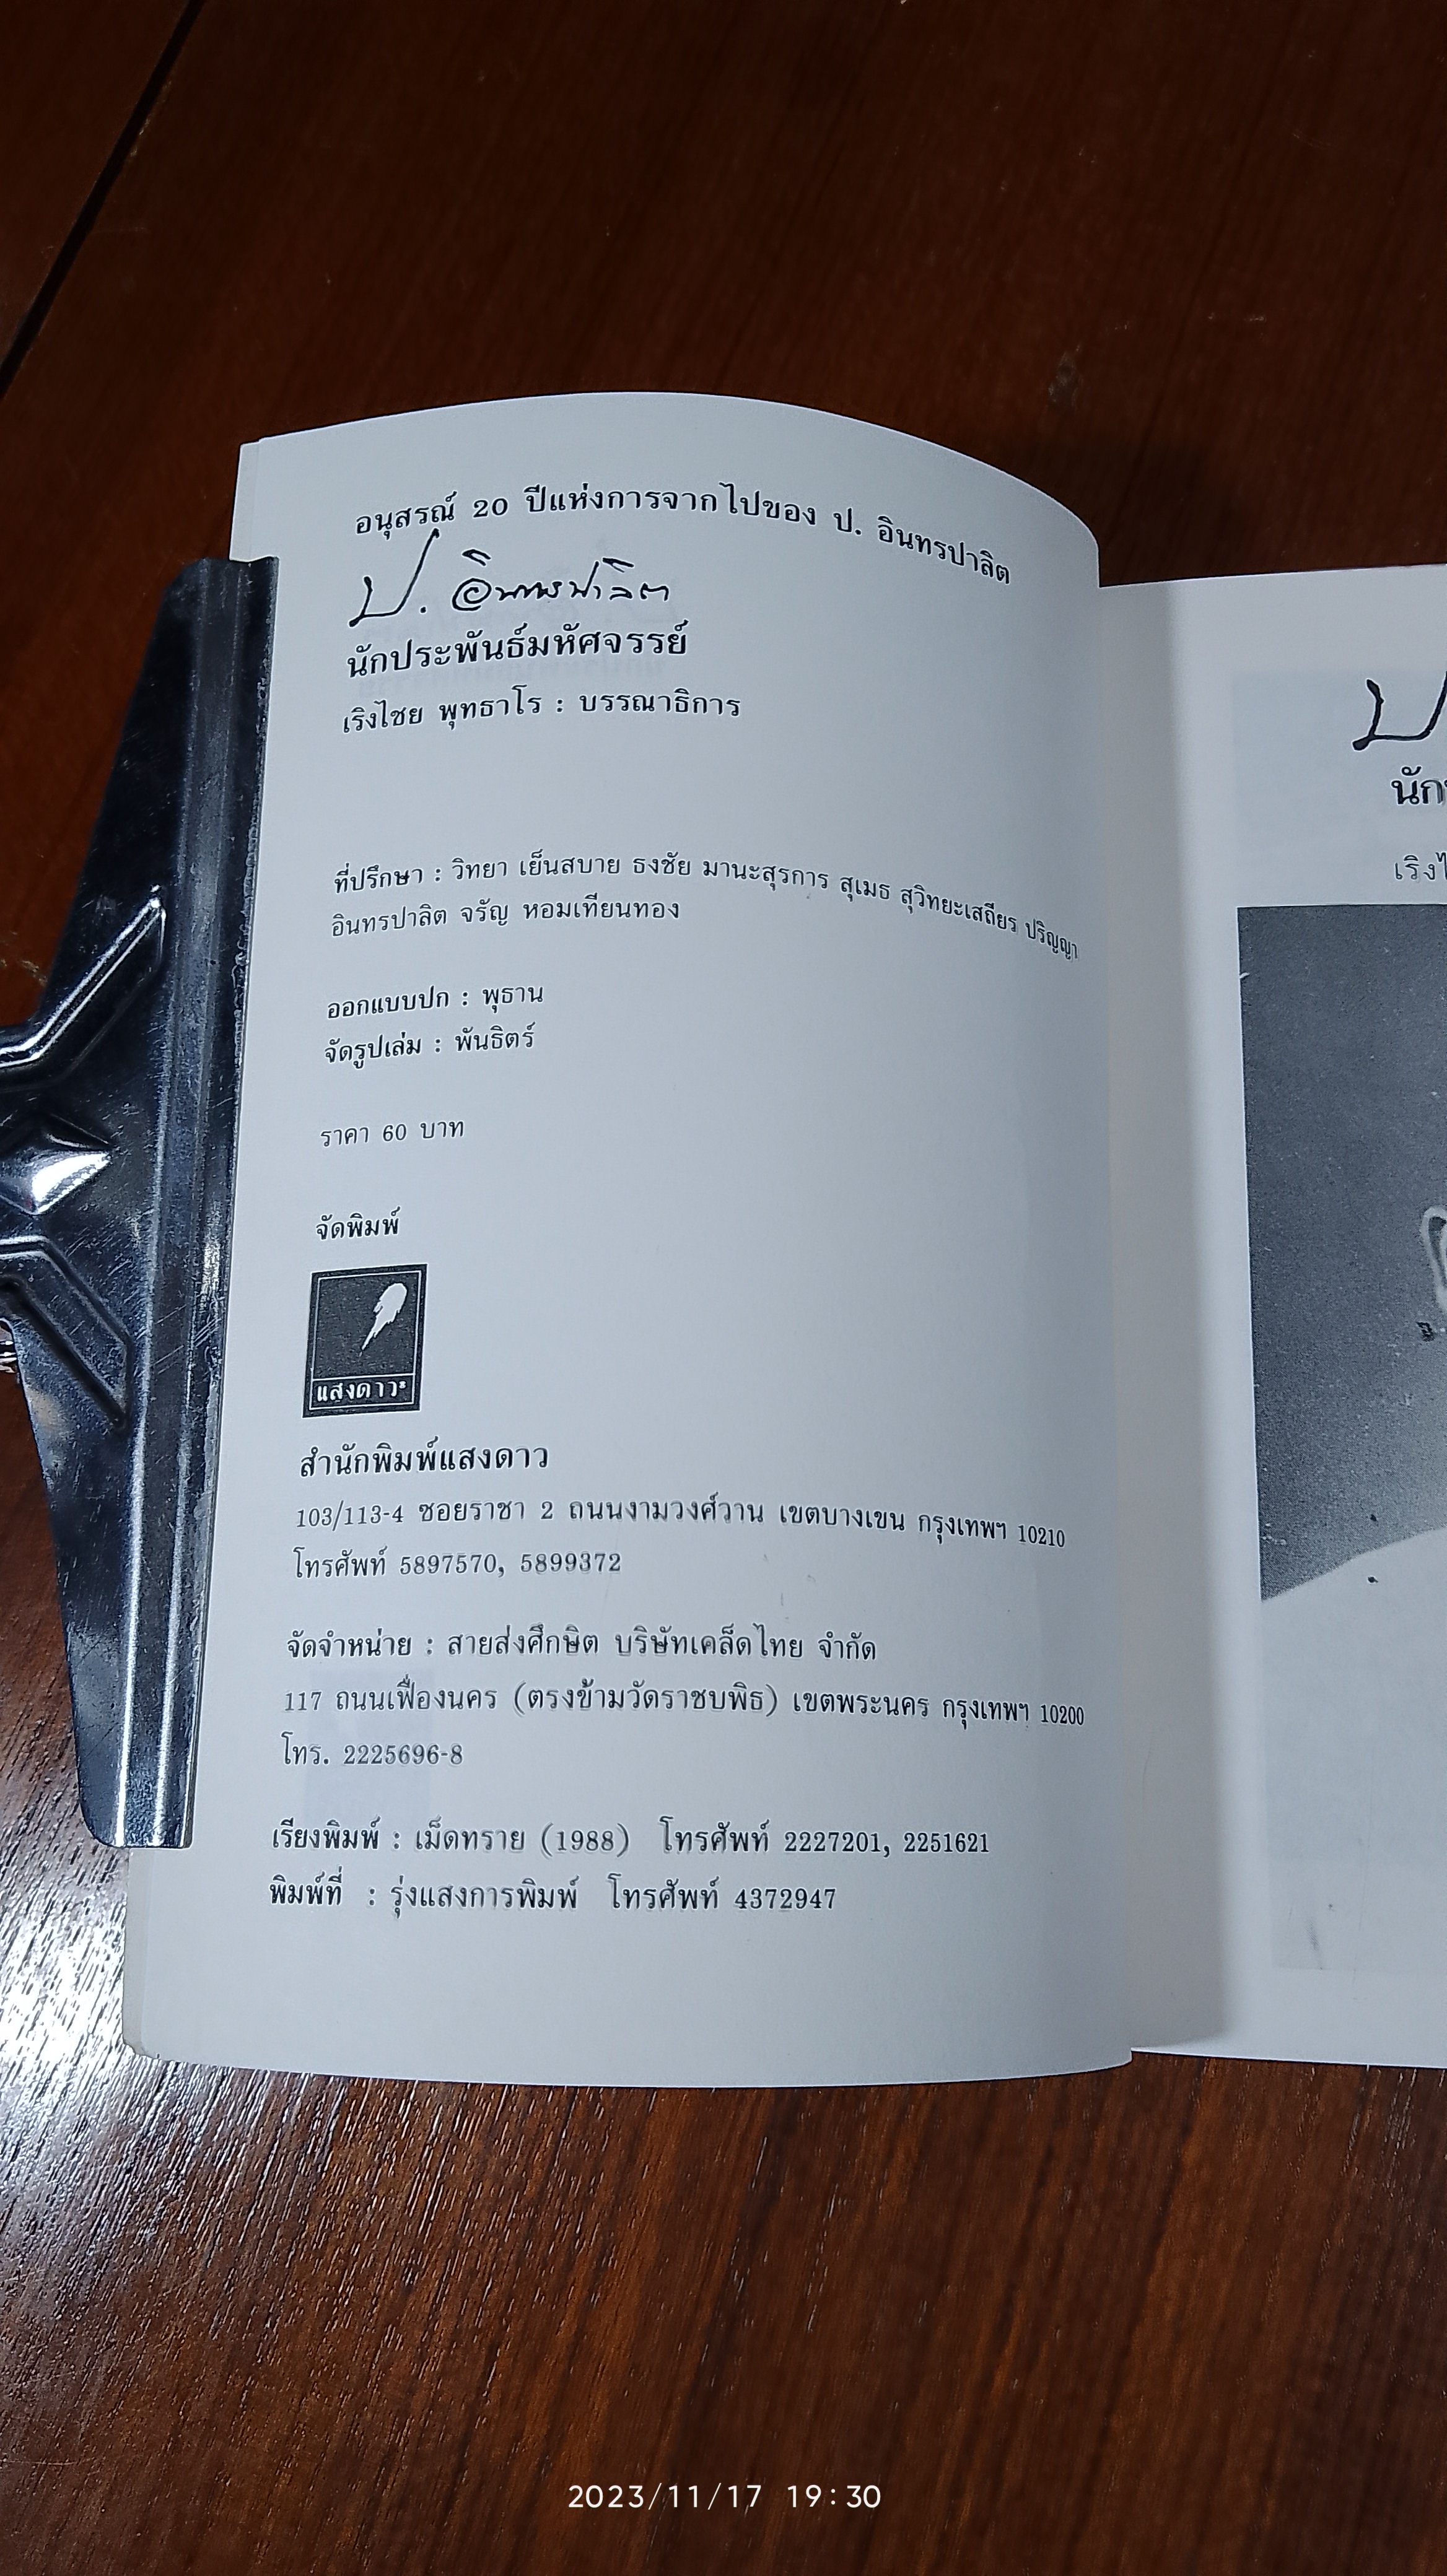 อนุสรณ์ 20 ปีแห่งการจากไปของ ป. อินทรปาลิต
ป. อินทรปาลิต
นักประพันธ์มหัศจรรย์
เริงไชย พุทธาโร : บรรณาธิการ
ที่ปรึกษา : วิทยา เย็นสบาย ธงชัย มานะสุรการ สุเมธ สุวิทยะเสถียร ปริญญา
อินทรปาลิต จรัญ หอมเทียนทอง
ออกแบบปก : พุธาน
จัดรูปเล่ม : พันธิตร์
ราคา 60 บาท
จัดพิมพ์
แสงดาว
สำนักพิมพ์แสงดาว
103/113-4 ซอยราชา 2 ถนนงามวงศ์วาน เขตบางเขน กรุงเทพฯ 10210
โทรศัพท์ 5897570, 5899372
จัดจำหน่าย : สายส่งศึกษิต บริษัทเคล็ดไทย จำกัด
117 ถนนเฟื่องนคร (ตรงข้ามวัดราชบพิธ) เขตพระนคร กรุงเทพฯ 10200
โทร. 2225696-8
เรียงพิมพ์ : เม็ดทราย (1988) โทรศัพท์ 2227201, 2251621
พิมพ์ที่ : รุ่งแสงการพิมพ์ โทรศัพท์ 4372947
ป
นัก
เริง
2023/11/17 19:30